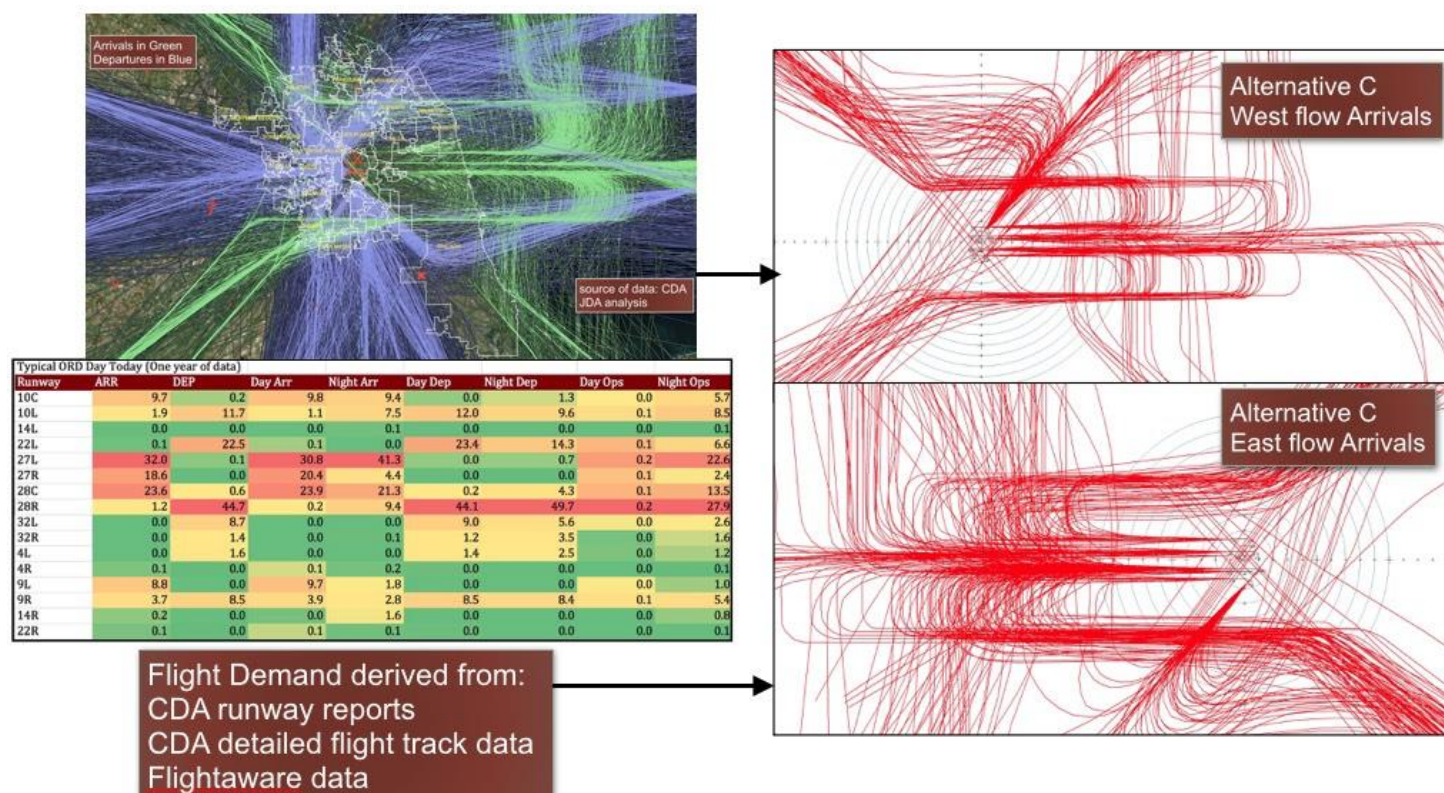 Arrivals in Green
Departures in Blue
source of data: CDA
JDA analysis
Alternative C
West flow Arrivals
Typical ORD Day Today (One year of data)
Runway ARR DEP Day Arr Night Arr Day Dep Night Dep Day Ops Night Ops
10C 9.7 0.2 9.8 9.4 0.0 1.3 0.0 5.7
10L 1.9 11.7 1.1 7.5 12.0 9.6 0.1 8.5
14L 0.0 0.0 0.0 0.1 0.0 0.0 0.0 0.1
22L 0.1 22.5 0.1 0.0 23.4 14.3 0.1 6.6
27L 32.0 0.1 30.8 41.3 0.0 0.7 0.2 22.6
27R 18.6 0.0 20.4 4.4 0.0 0.0 0.1 2.4
28C 23.6 0.6 23.9 21.3 0.2 4.3 0.1 13.5
28R 1.2 44.7 0.2 9.4 44.1 49.7 0.2 27.9
32L 0.0 8.7 0.0 0.0 9.0 5.6 0.0 2.6
32R 0.0 1.4 0.0 0.1 1.2 3.5 0.0 1.6
4L 0.0 1.6 0.0 0.0 1.4 2.5 0.0 1.2
4R 0.1 0.0 0.1 0.2 0.0 0.0 0.0 0.1
9L 8.8 0.0 9.7 1.8 0.0 0.0 0.0 1.0
9R 3.7 8.5 3.9 2.8 8.5 8.4 0.1 5.4
14R 0.2 0.0 0.0 1.6 0.0 0.0 0.0 0.8
22R 0.1 0.0 0.1 0.1 0.0 0.0 0.0 0.1
Alternative C
East flow Arrivals
Flight Demand derived from:
CDA runway reports
CDA detailed flight track data
Flightaware data